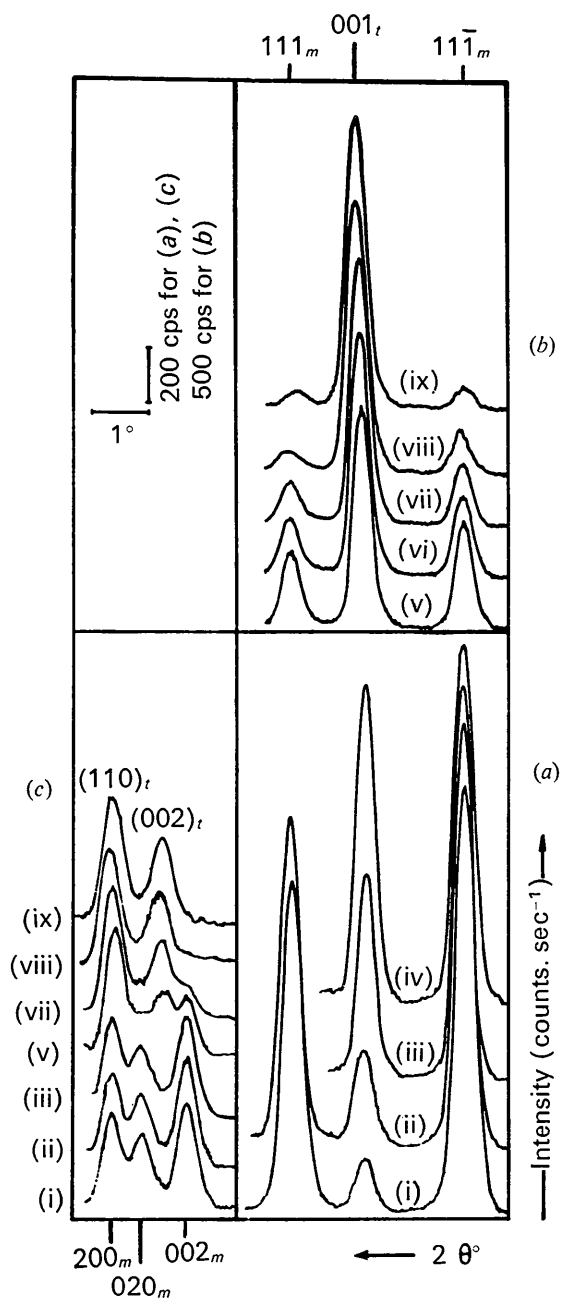 111ₘ 001ₜ 111̅ₘ
200 cps for (a), (c)
500 cps for (b)
1°
(b)
(ix)
(viii)
(vii)
(vi)
(v)
(c)
(110)ₜ
(002)ₜ
(ix)
(viii)
(vii)
(v)
(iii)
(ii)
(i)
(a)
(iv)
(iii)
(ii)
(i)
Intensity (counts. sec⁻¹)
200ₘ 002ₘ
020ₘ
2 θ°